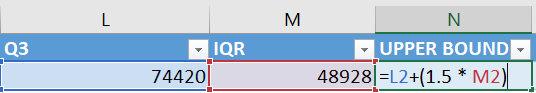 L M N
Q3 IQR UPPER BOUND
74420 48928 =L2+(1.5 * M2)